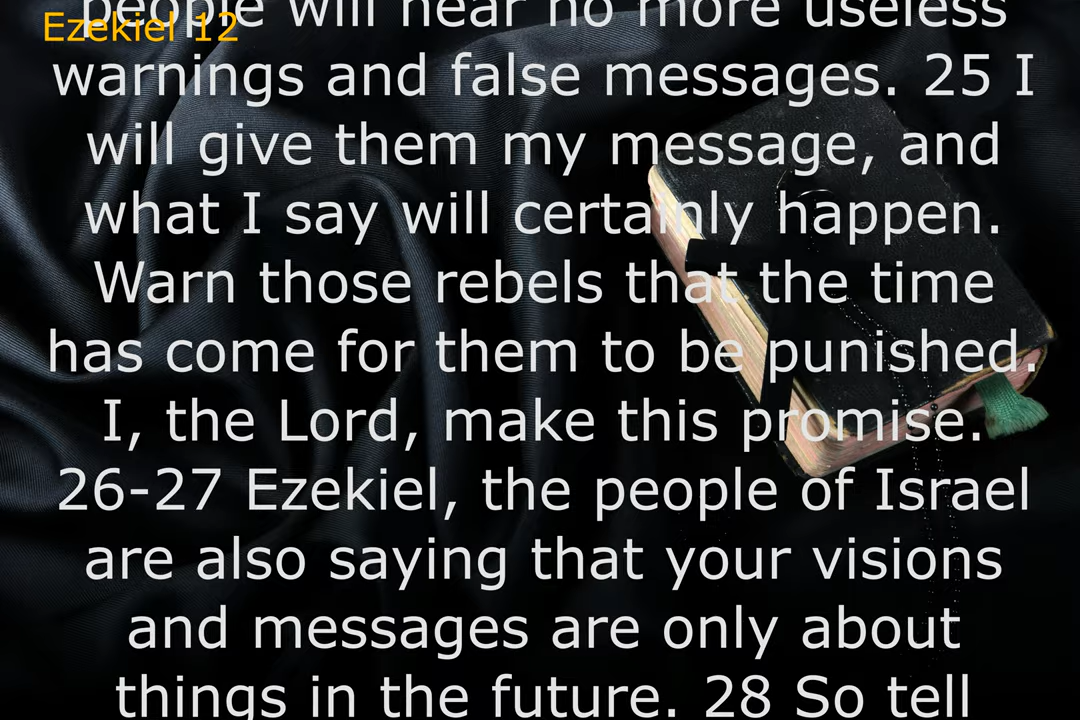 people will hear no more useless
Ezekiel 12
warnings and false messages. 25 I
will give them my message, and
what I say will certainly happen.
Warn those rebels that the time
has come for them to be punished.
I, the Lord, make this promise.
26-27 Ezekiel, the people of Israel
are also saying that your visions
and messages are only about
things in the future. 28 So tell